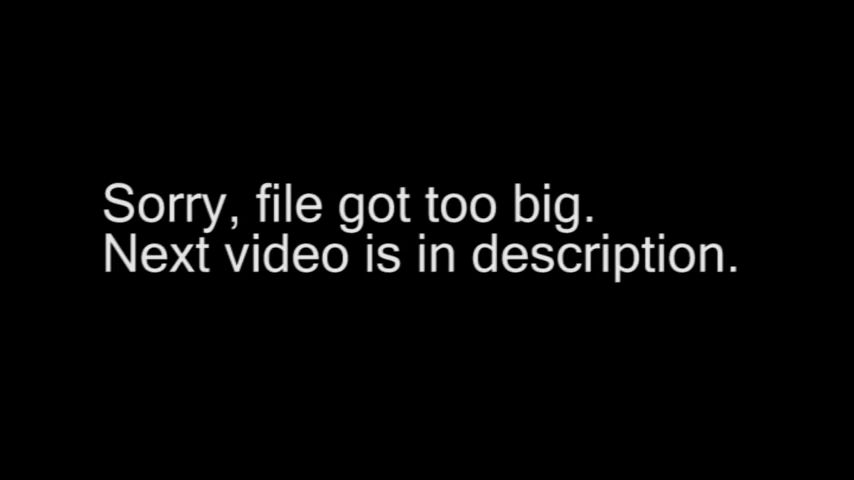 Sorry, file got too big.
Next video is in description.